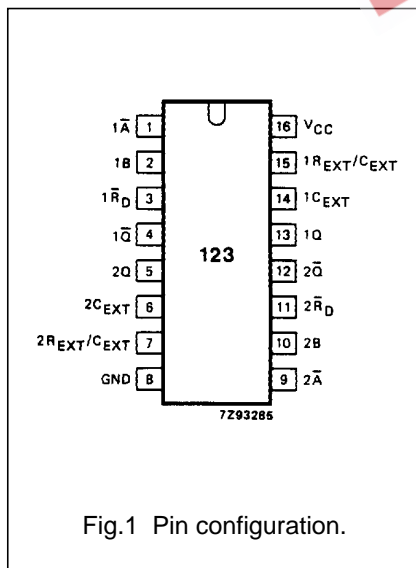 1A̅ 1 16 VCC
1B 2 15 1REXT/CEXT
1R̅D 3 14 1CEXT
1Q̅ 4 13 1Q
123
2Q 5 12 2Q̅
2CEXT 6 11 2R̅D
2REXT/CEXT 7 10 2B
GND 8 9 2A̅
7Z93285
Fig.1 Pin configuration.